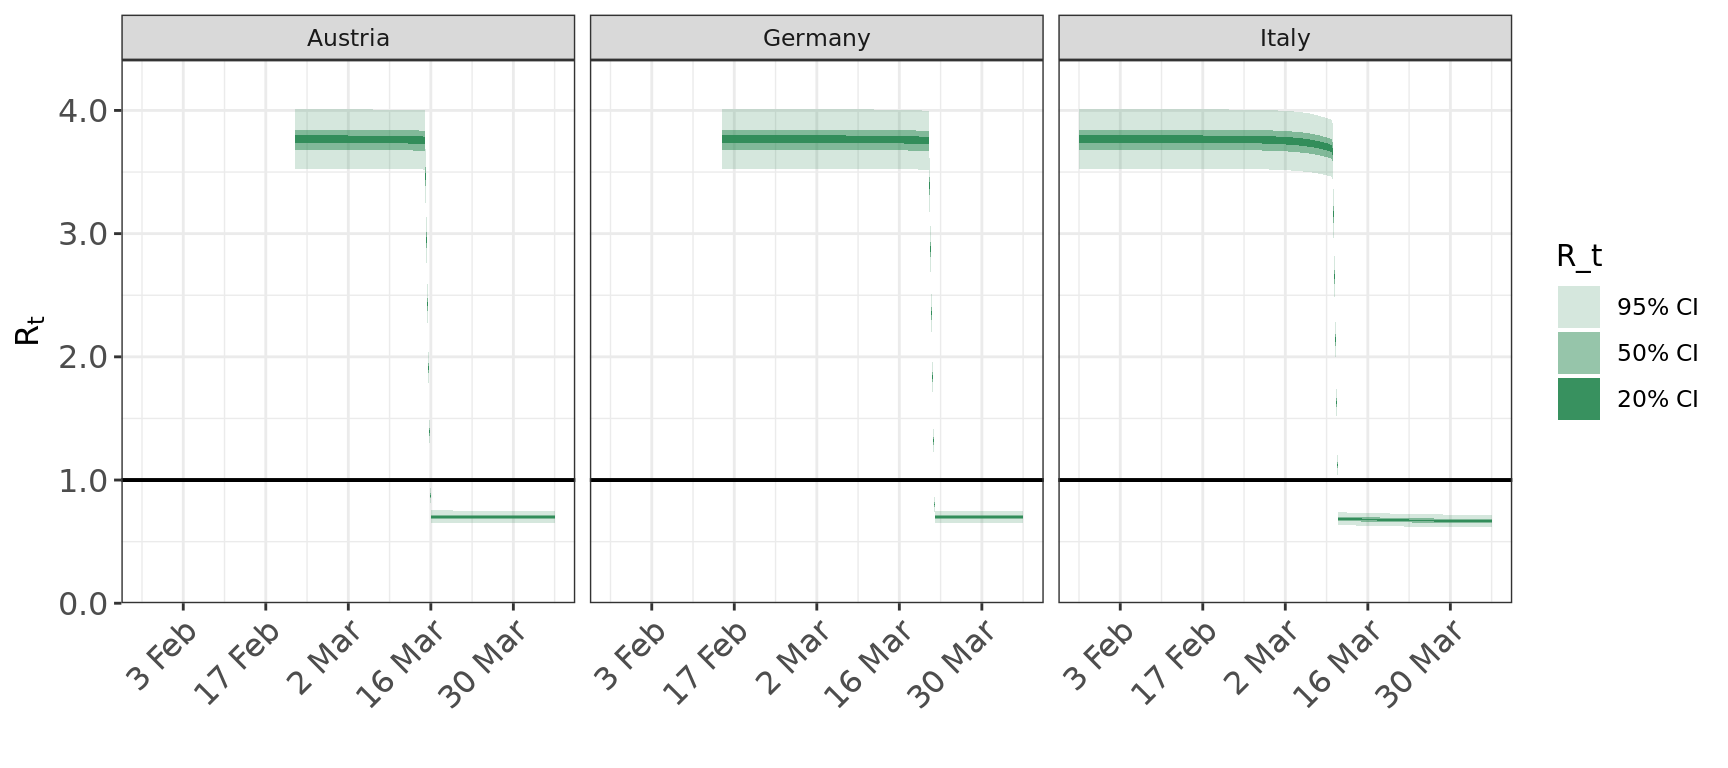 Austria
Germany
Italy
R_t
95% CI
50% CI
20% CI
Rt
4.0
3.0
2.0
1.0
0.0
3 Feb
17 Feb
2 Mar
16 Mar
30 Mar
3 Feb
17 Feb
2 Mar
16 Mar
30 Mar
3 Feb
17 Feb
2 Mar
16 Mar
30 Mar